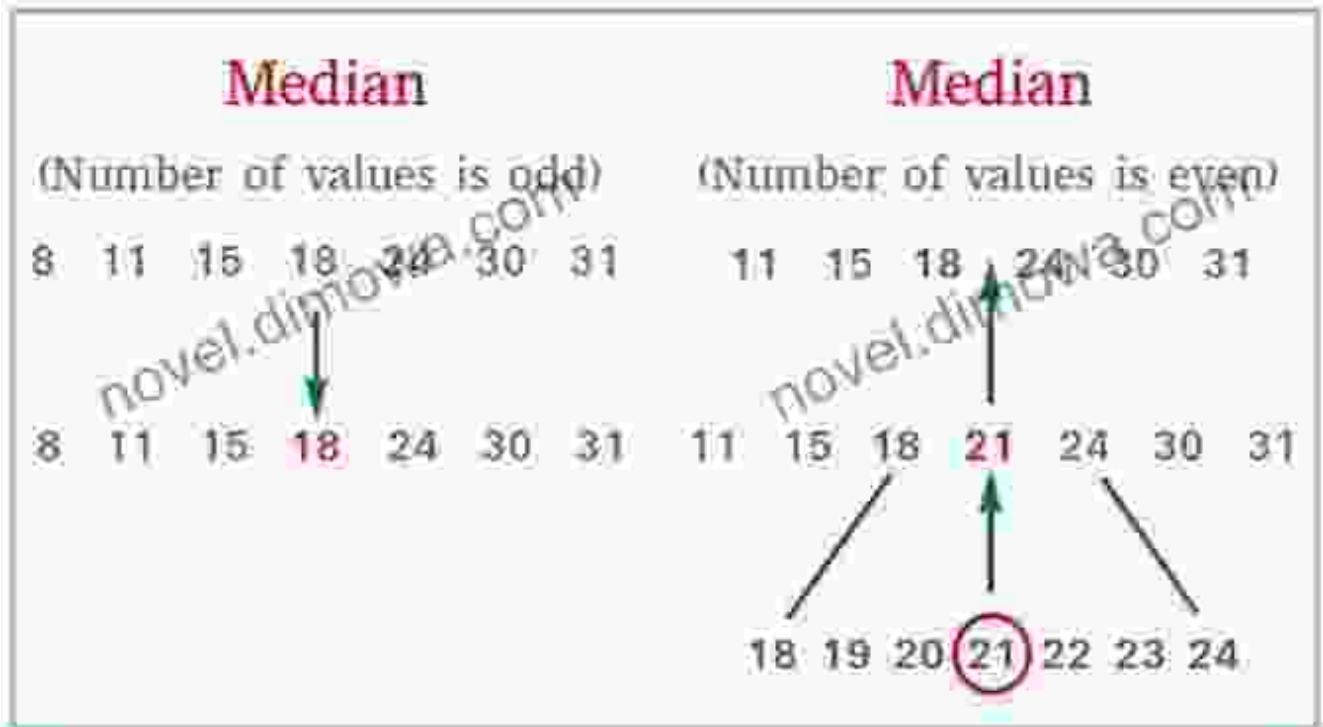 Median
(Number of values is odd)
8 11 15 18 24 30 31
8 11 15 18 24 30 31
novel.dimowa.com
Median
(Number of values is even)
11 15 18 24 30 31
11 15 18 21 24 30 31
18 19 20 21 22 23 24
novel.dimowa.com